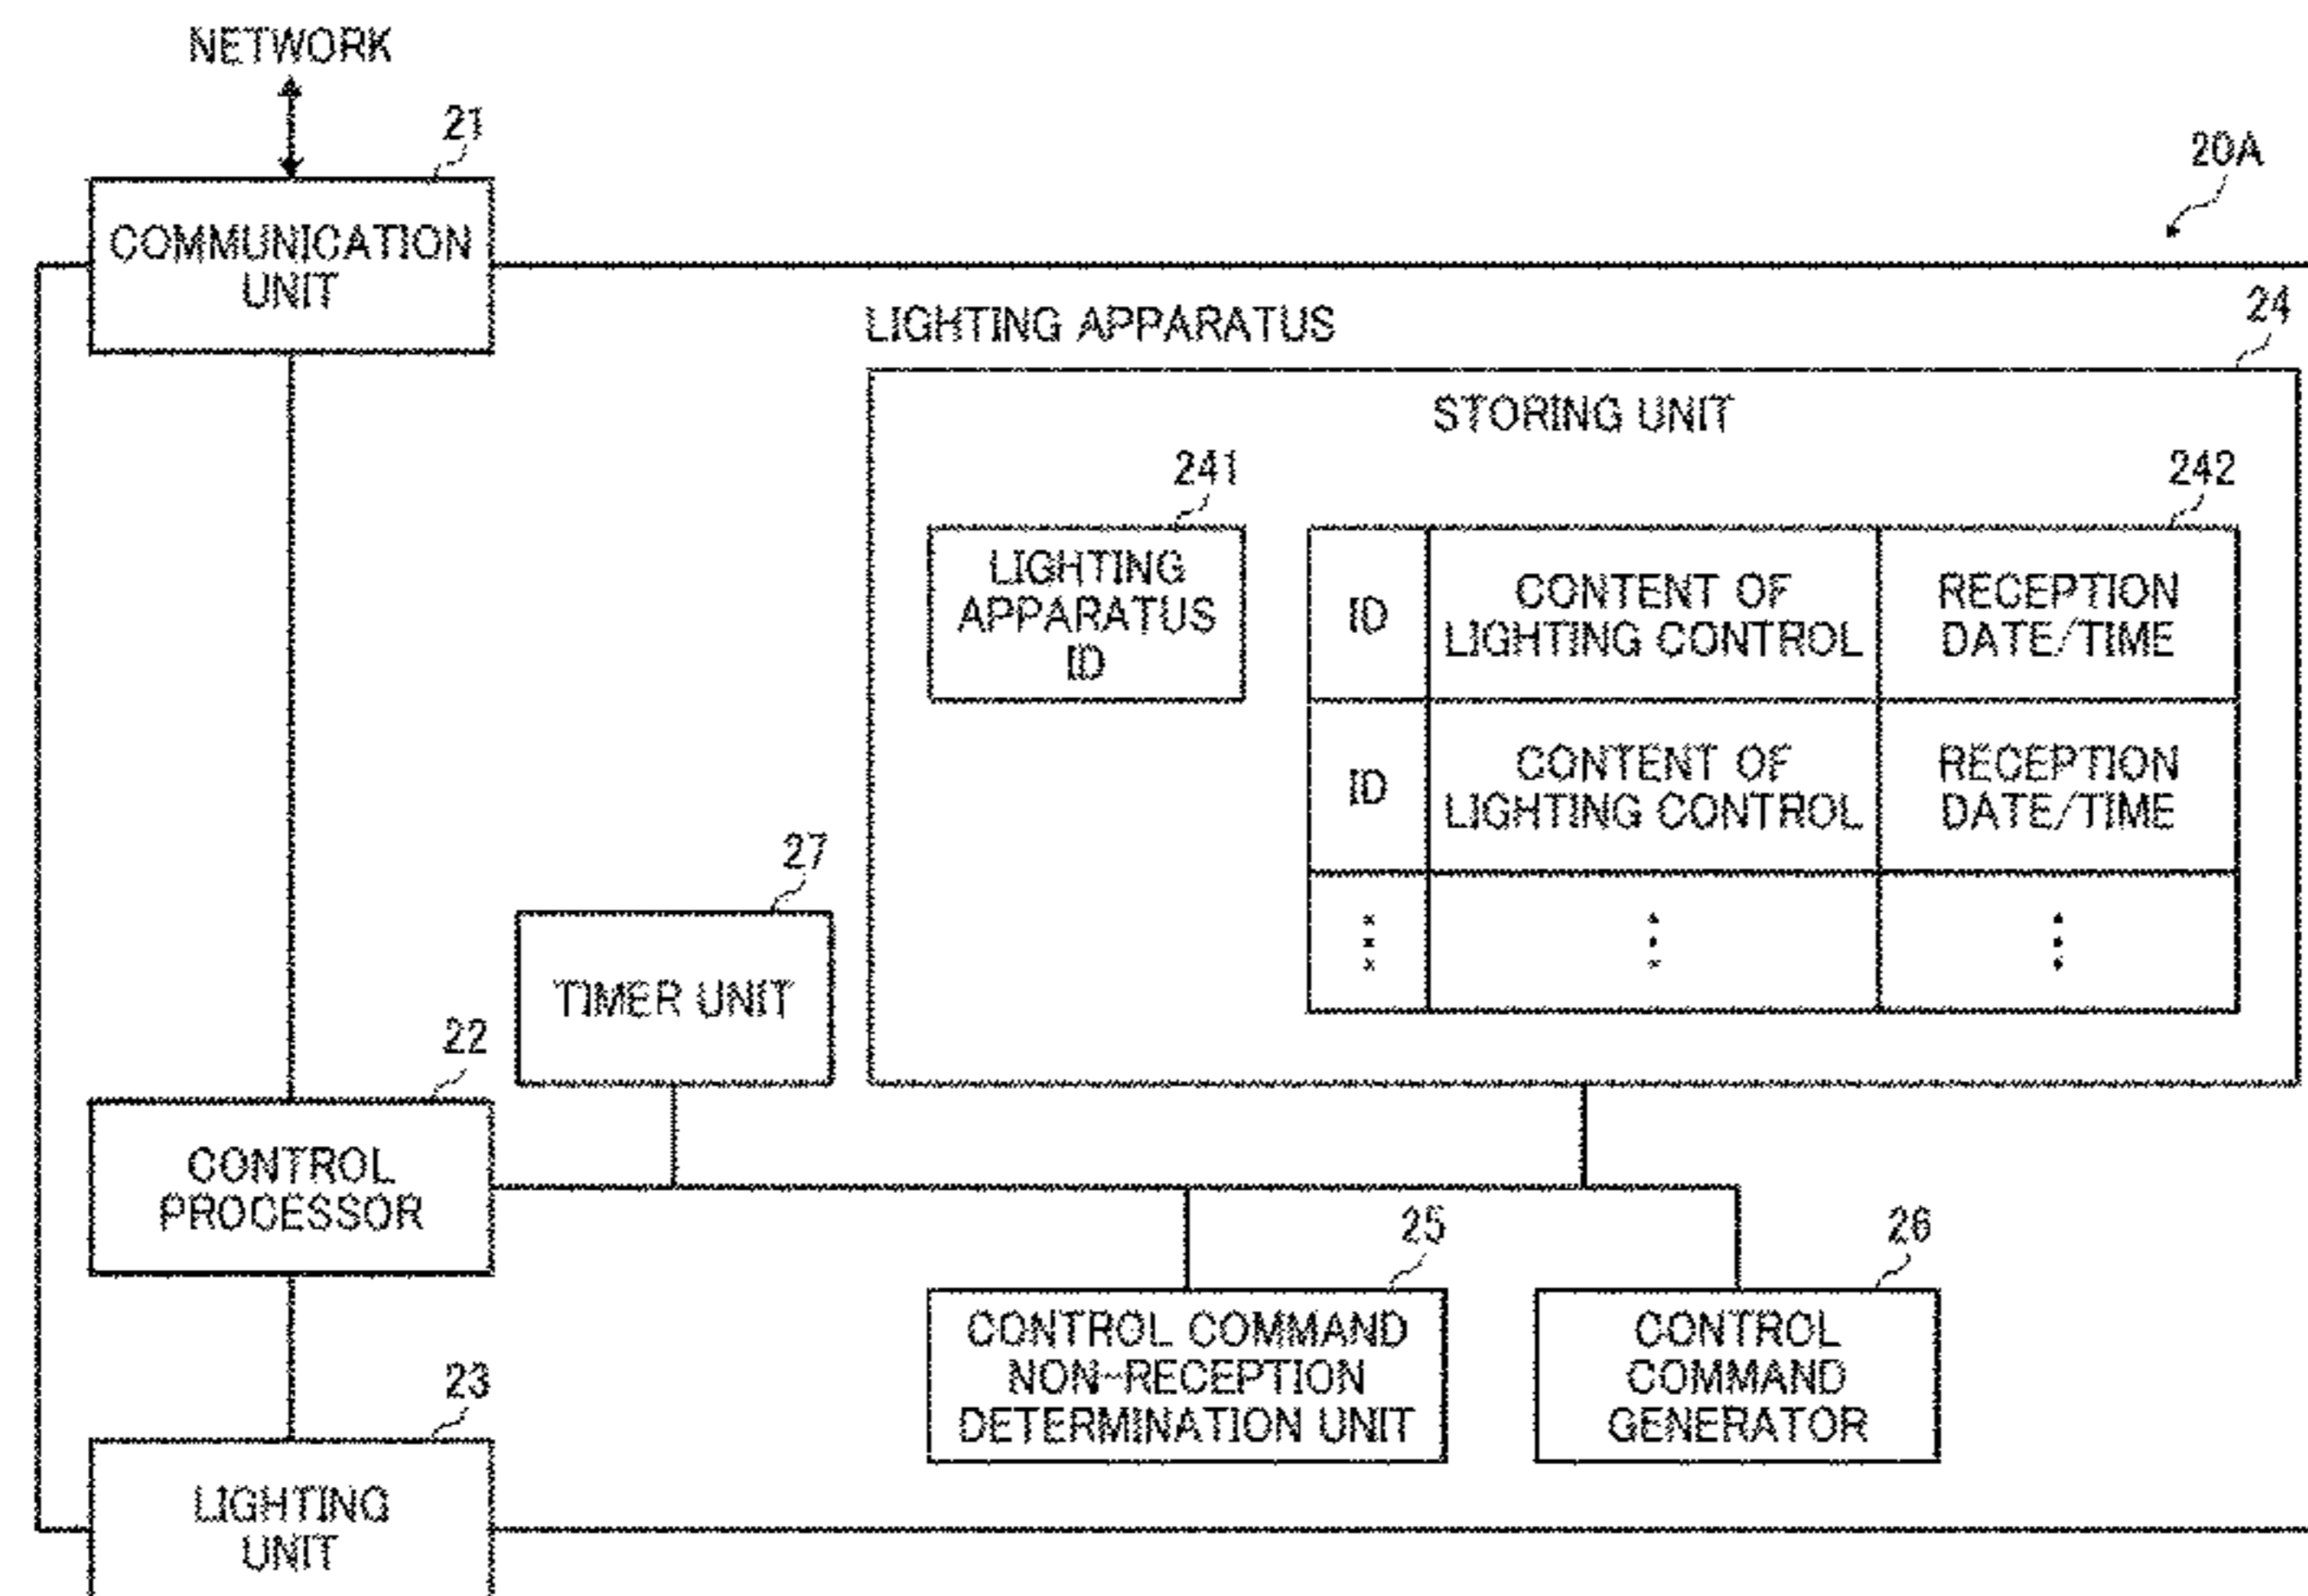 NETWORK
21
20A
COMMUNICATION
UNIT
LIGHTING APPARATUS
24
STORING UNIT
241
242
LIGHTING
APPARATUS
ID
ID
CONTENT OF
LIGHTING CONTROL
RECEPTION
DATE/TIME
ID
CONTENT OF
LIGHTING CONTROL
RECEPTION
DATE/TIME
27
TIMER UNIT
22
CONTROL
PROCESSOR
25
26
CONTROL COMMAND
NON-RECEPTION
DETERMINATION UNIT
CONTROL
COMMAND
GENERATOR
23
LIGHTING
UNIT